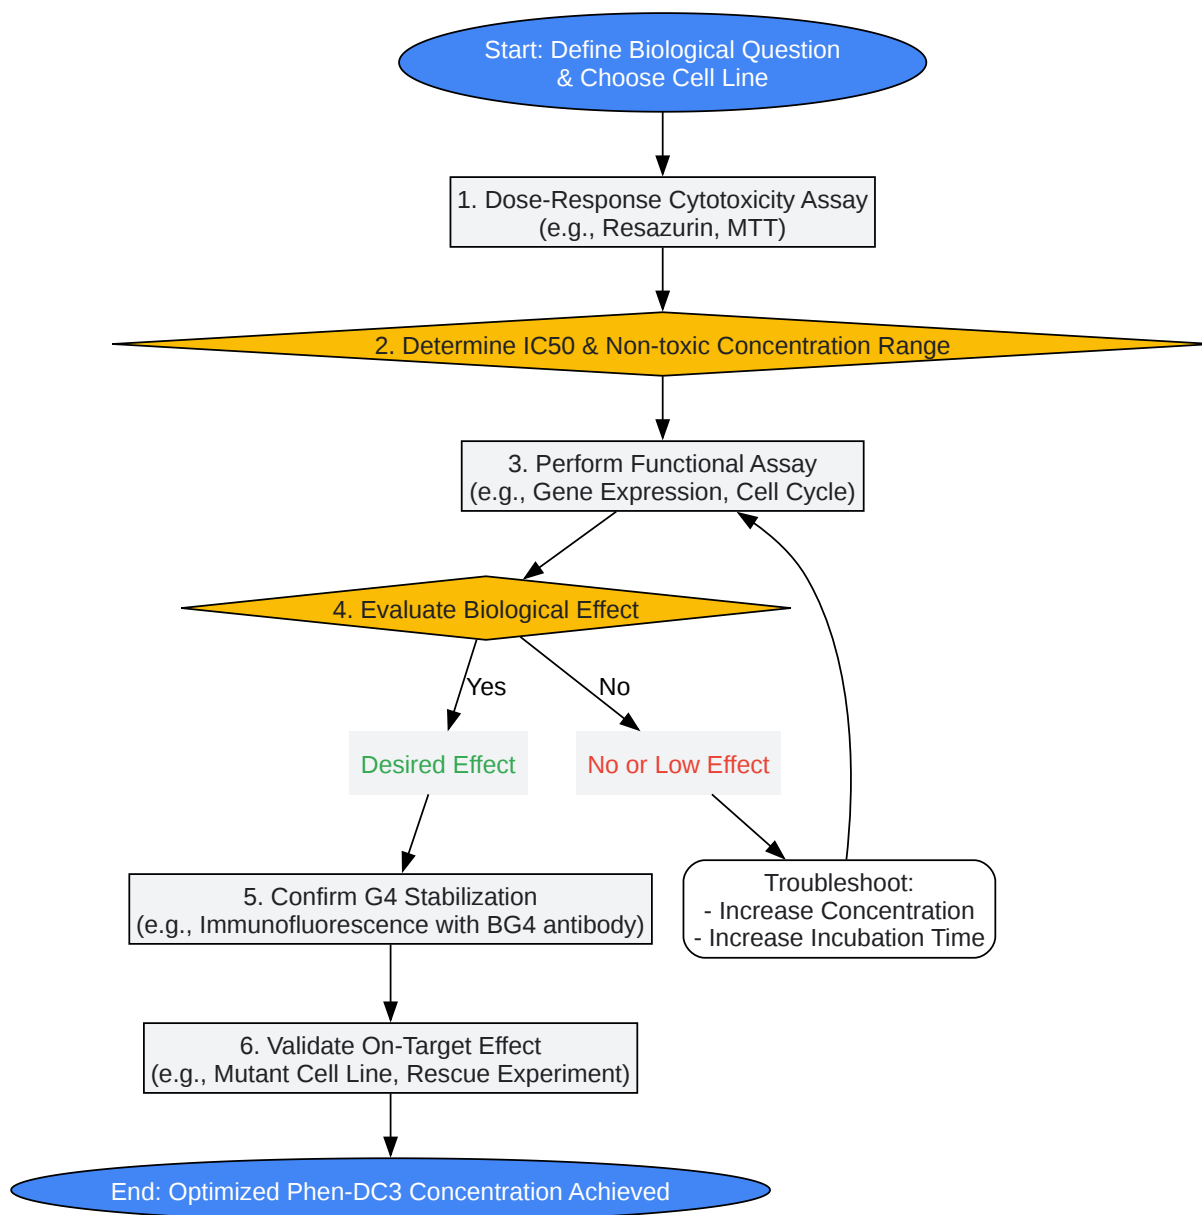 Start: Define Biological Question
& Choose Cell Line
1. Dose-Response Cytotoxicity Assay
(e.g., Resazurin, MTT)
2. Determine IC50 & Non-toxic Concentration Range
3. Perform Functional Assay
(e.g., Gene Expression, Cell Cycle)
4. Evaluate Biological Effect
Yes
No
Desired Effect
No or Low Effect
Troubleshoot:
- Increase Concentration
- Increase Incubation Time
5. Confirm G4 Stabilization
(e.g., Immunofluorescence with BG4 antibody)
6. Validate On-Target Effect
(e.g., Mutant Cell Line, Rescue Experiment)
End: Optimized Phen-DC3 Concentration Achieved